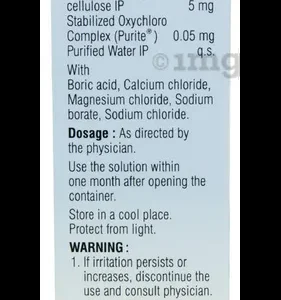 cellulose IP 5 mg
Stabilized Oxychloro
Complex (Purite®) 0.05 mg
Purified Water IP q.s.
With
Boric acid, Calcium chloride,
Magnesium chloride, Sodium
borate, Sodium chloride.
Dosage : As directed by
the physician.
Use the solution within
one month after opening the
container.
Store in a cool place.
Protect from light.
WARNING :
1. If irritation persists or
increases, discontinue the
use and consult physician.